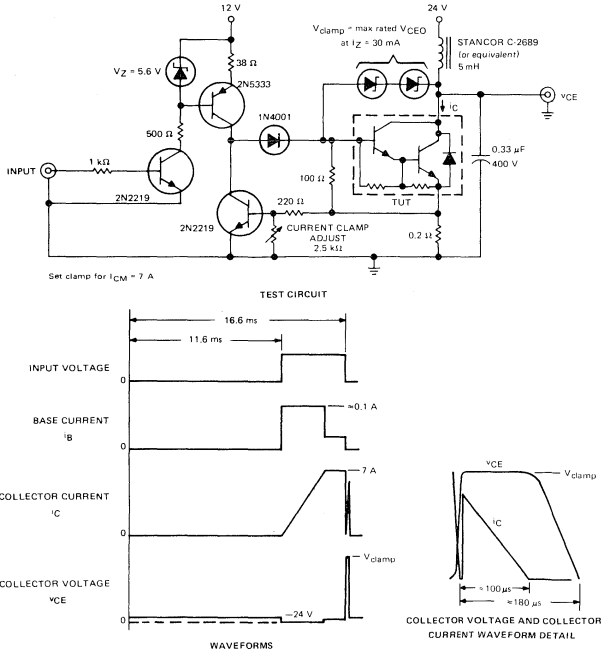 12 V
24 V
Vclamp = max rated VCEO
at IZ = 30 mA
STANCOR C-2689
(or equivalent)
5 mH
VZ = 5.6 V
38 Ω
2N5333
1N4001
iC
vCE
500 Ω
0.33 µF
400 V
1 kΩ
INPUT
100 Ω
TUT
2N2219
220 Ω
2N2219
CURRENT CLAMP
ADJUST
2.5 kΩ
0.2 Ω
Set clamp for ICM = 7 A
TEST CIRCUIT
16.6 ms
11.6 ms
INPUT VOLTAGE
0
≈0.1 A
BASE CURRENT
iB
0
7 A
COLLECTOR CURRENT
iC
0
vCE
Vclamp
iC
Vclamp
COLLECTOR VOLTAGE
vCE
−24 V
0
≈100 µs
≈180 µs
COLLECTOR VOLTAGE AND COLLECTOR
CURRENT WAVEFORM DETAIL
WAVEFORMS